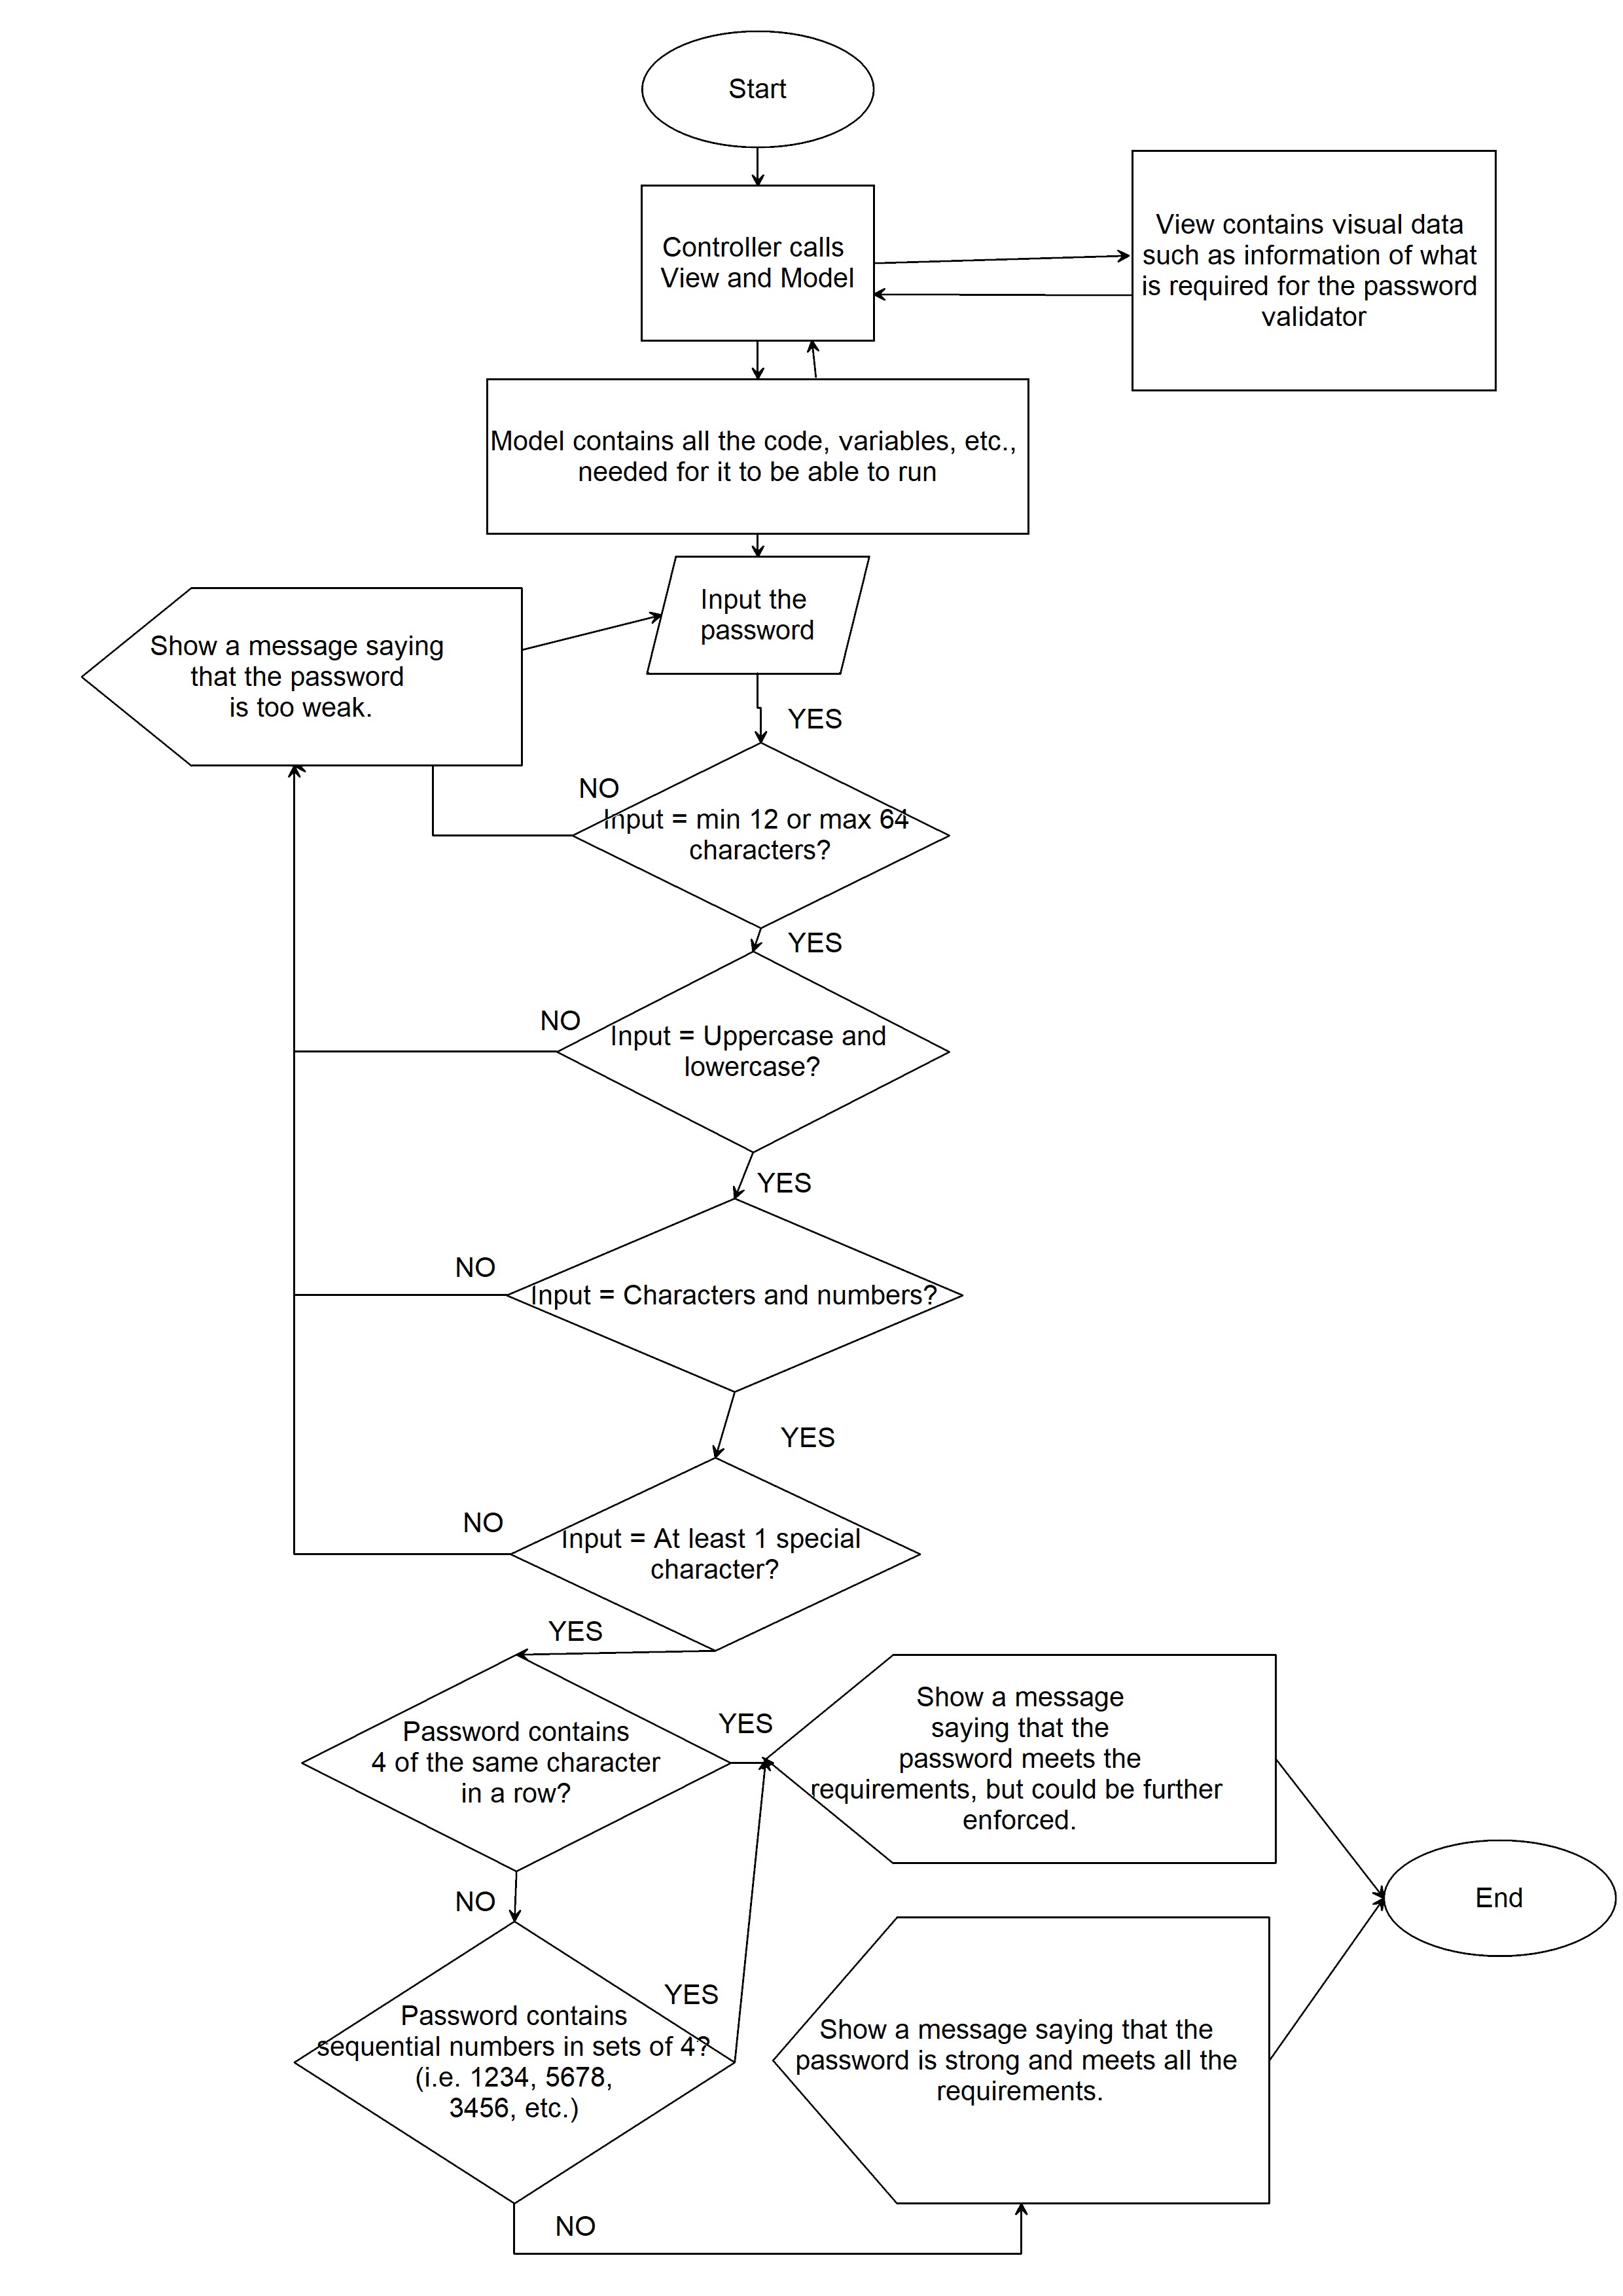 Start
Controller calls
View and Model
View contains visual data
such as information of what
is required for the password
validator
Model contains all the code, variables, etc.,
needed for it to be able to run
Input the
password
Show a message saying
that the password
is too weak.
YES
NO
Input = min 12 or max 64
characters?
YES
NO
Input = Uppercase and
lowercase?
YES
NO
Input = Characters and numbers?
YES
NO
Input = At least 1 special
character?
YES
Password contains
4 of the same character
in a row?
YES
Show a message
saying that the
password meets the
requirements, but could be further
enforced.
NO
End
YES
Password contains
sequential numbers in sets of 4?
(i.e. 1234, 5678,
3456, etc.)
Show a message saying that the
password is strong and meets all the
requirements.
NO